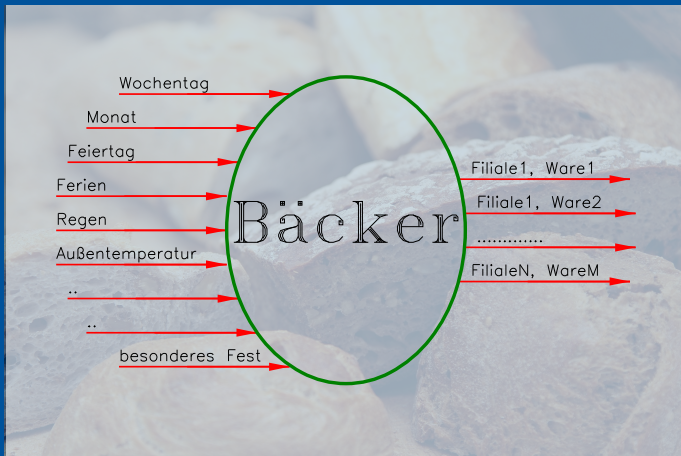 Wochentag
Monat
Feiertag
Ferien
Regen
Außentemperatur
..
..
besonderes Fest
Bäcker
Filiale1, Ware1
Filiale1, Ware2
.............
FilialeN, WareM